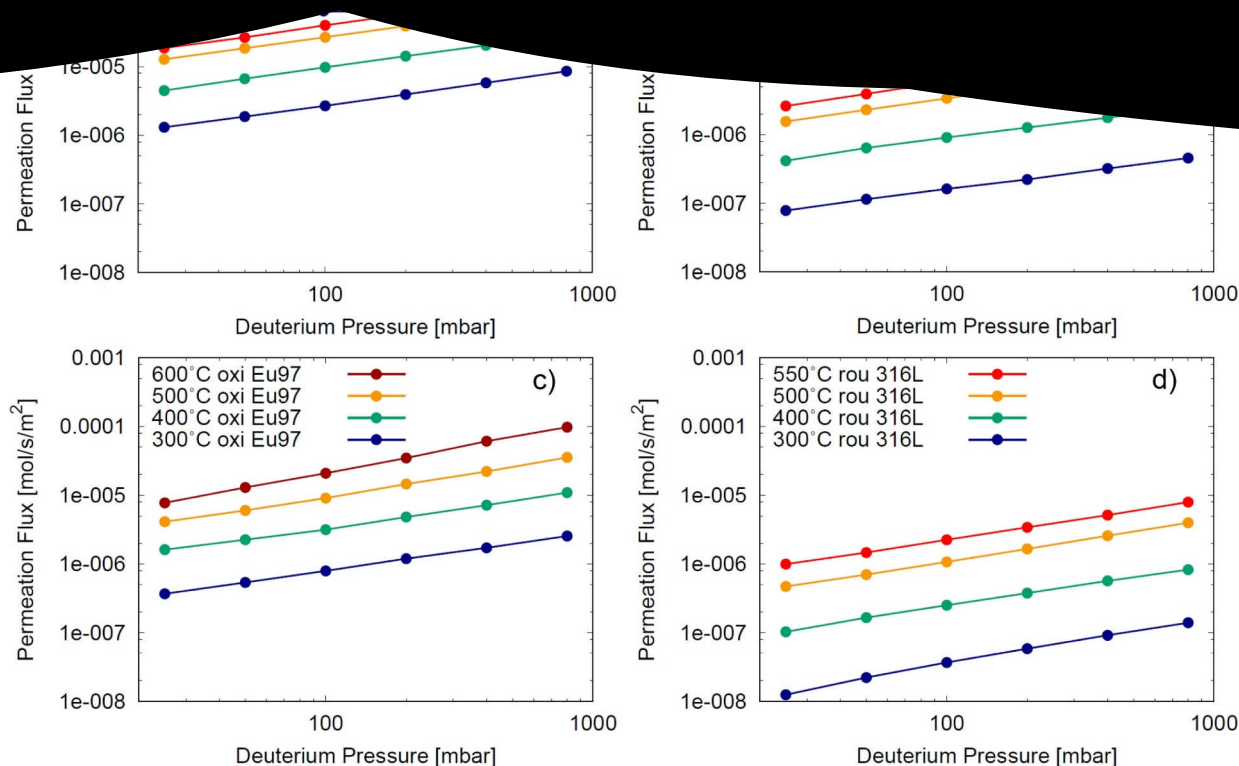 Permeation Flux
1e-005
1e-006
1e-007
1e-008
100
1000
Deuterium Pressure [mbar]
Permeation Flux
1e-006
1e-007
1e-008
100
1000
Deuterium Pressure [mbar]
Permeation Flux [mol/s/m²]
0.001
0.0001
1e-005
1e-006
1e-007
1e-008
600°C oxi Eu97
500°C oxi Eu97
400°C oxi Eu97
300°C oxi Eu97
c)
100
1000
Deuterium Pressure [mbar]
Permeation Flux [mol/s/m²]
0.001
0.0001
1e-005
1e-006
1e-007
1e-008
550°C rou 316L
500°C rou 316L
400°C rou 316L
300°C rou 316L
d)
100
1000
Deuterium Pressure [mbar]